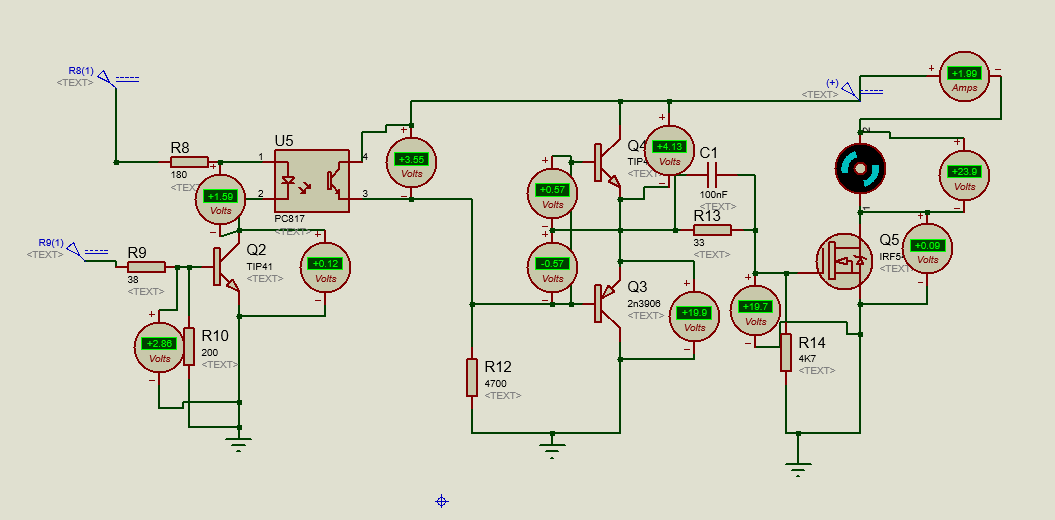 R8(1)
<TEXT>
R8
180
<TEXT>
U5
1
2
4
3
PC817
<TEXT>
+1.59
Volts
+3.55
Volts
R9(1)
<TEXT>
R9
38
<TEXT>
Q2
TIP41
<TEXT>
+0.12
Volts
+2.86
Volts
R10
200
<TEXT>
+0.57
Volts
-0.57
Volts
Q4
<TEXT>
+4.13
Volts
C1
100nF
<TEXT>
R13
33
<TEXT>
Q3
2n3906
<TEXT>
+19.9
Volts
+19.7
Volts
R12
4700
<TEXT>
R14
4K7
<TEXT>
(+)
<TEXT>
+1.99
Amps
2
1
+23.9
Volts
Q5
<TEXT>
+0.09
Volts